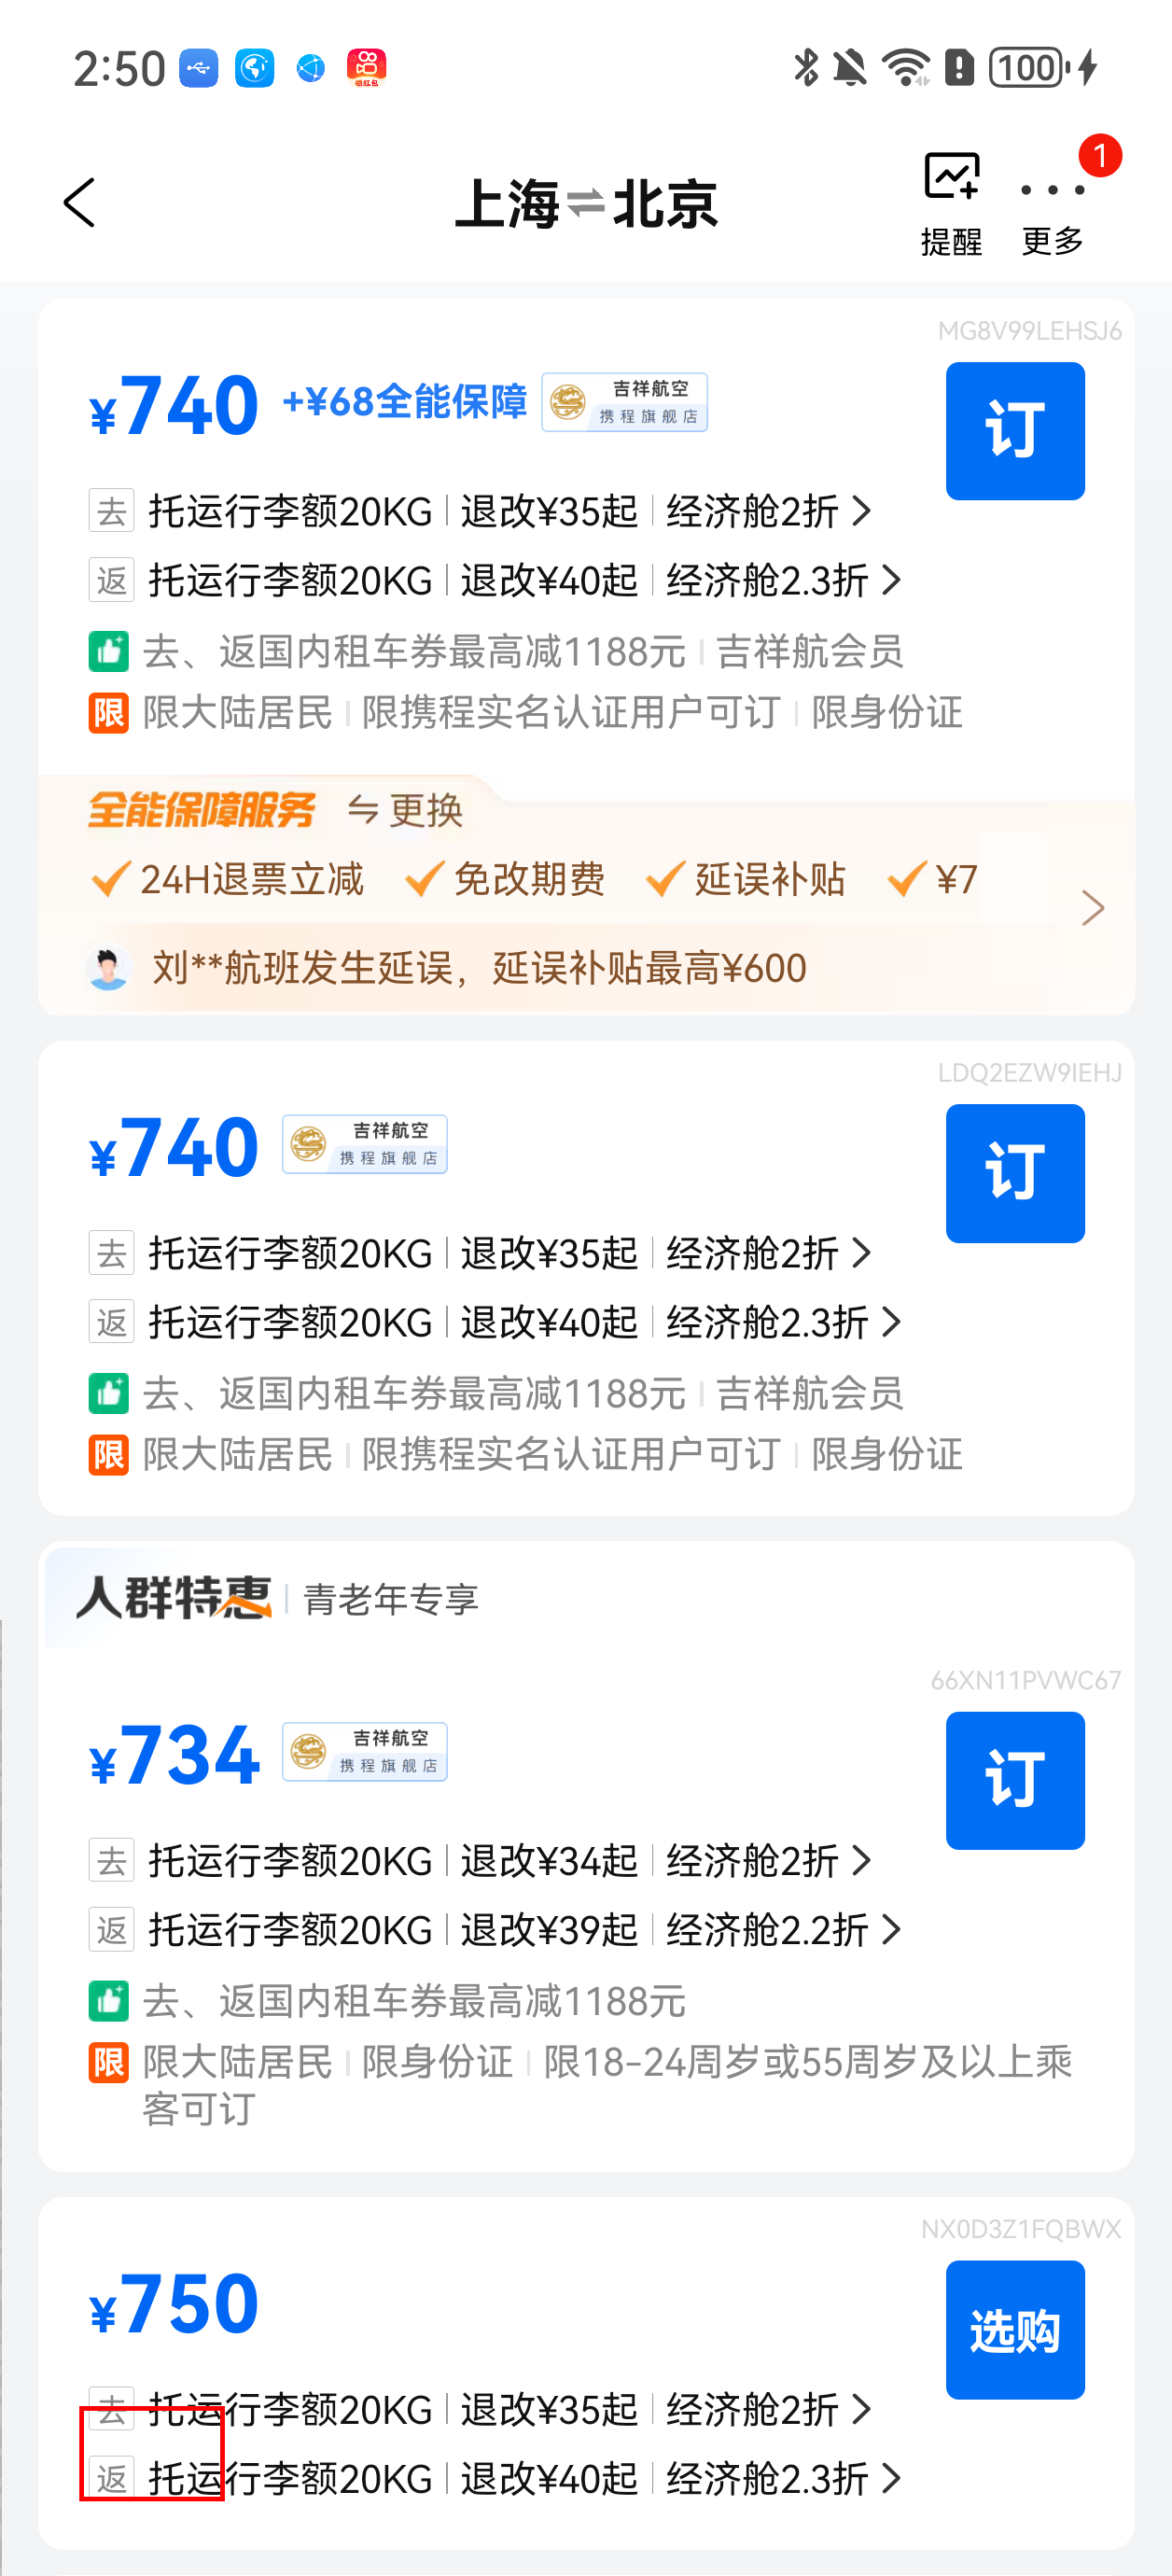 2:50
领红包
100
上海⇌北京
提醒
更多
1
MG8V99LEHSJ6
¥740 +¥68全能保障 吉祥航空
携程旗舰店
订
去 托运行李额20KG 退改¥35起 经济舱2折
返 托运行李额20KG 退改¥40起 经济舱2.3折
去、返国内租车券最高减1188元 吉祥航会员
限 限大陆居民 限携程实名认证用户可订 限身份证
全能保障服务 更换
24H退票立减 免改期费 延误补贴 ¥7
刘**航班发生延误，延误补贴最高¥600
LDQ2EZW9IEHJ
¥740 吉祥航空
携程旗舰店
订
去 托运行李额20KG 退改¥35起 经济舱2折
返 托运行李额20KG 退改¥40起 经济舱2.3折
去、返国内租车券最高减1188元 吉祥航会员
限 限大陆居民 限携程实名认证用户可订 限身份证
人群特惠 青老年专享
66XN11PVWC67
¥734 吉祥航空
携程旗舰店
订
去 托运行李额20KG 退改¥34起 经济舱2折
返 托运行李额20KG 退改¥39起 经济舱2.2折
去、返国内租车券最高减1188元
限 限大陆居民 限身份证 限18-24周岁或55周岁及以上乘
客可订
NX0D3Z1FQBWX
¥750
选购
去 托运行李额20KG 退改¥35起 经济舱2折
返 托运行李额20KG 退改¥40起 经济舱2.3折